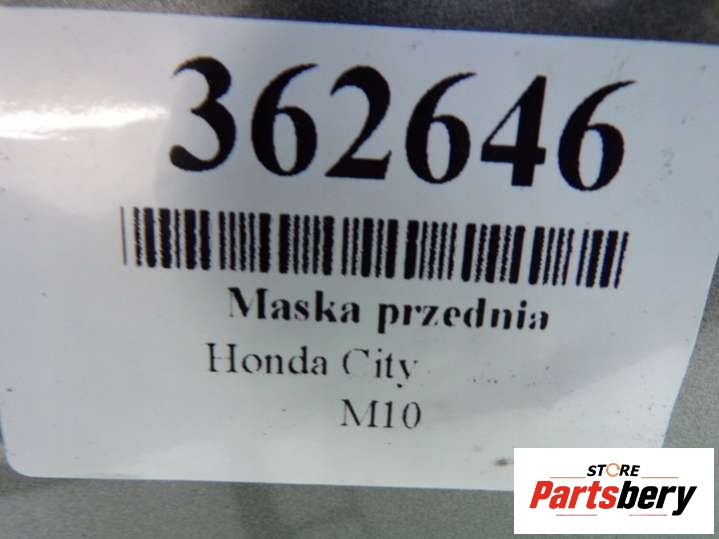 362646
Maska przednia
Honda City
M10
STORE
Partsbery